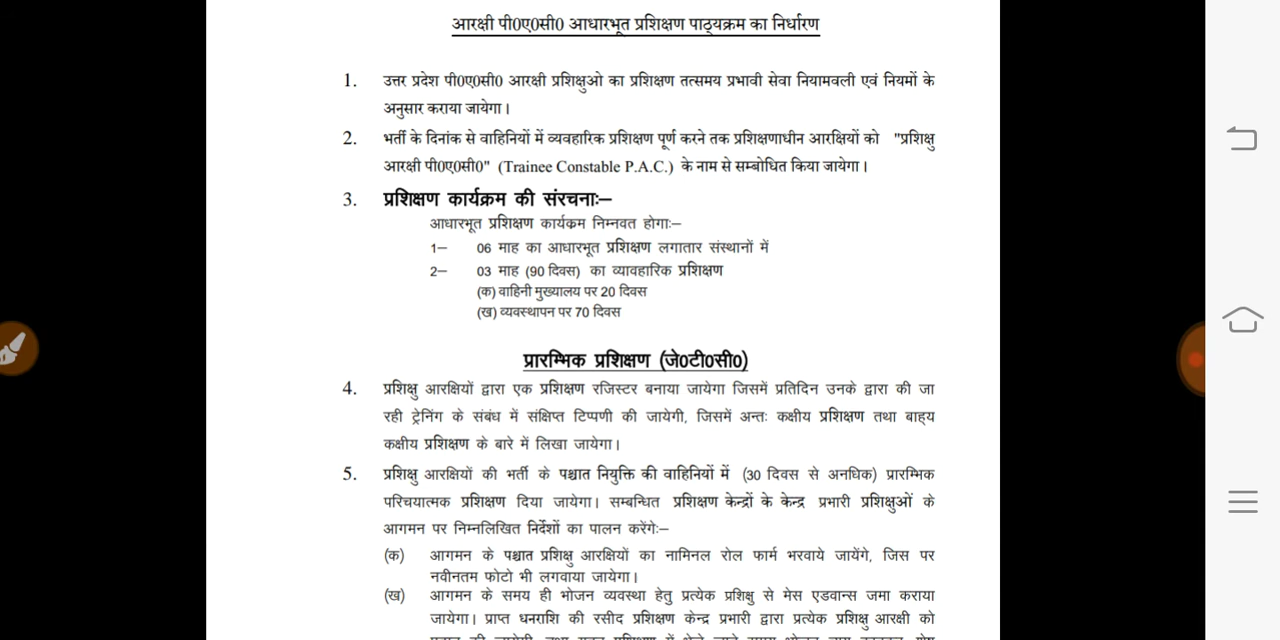 आरक्षी पी0ए0सी0 आधारभूत प्रशिक्षण पाठ्यक्रम का निर्धारण
1. उत्तर प्रदेश पी0ए0सी0 आरक्षी प्रशिक्षुओ का प्रशिक्षण तत्समय प्रभावी सेवा नियामवली एवं नियमों के
अनुसार कराया जायेगा।
2. भर्ती के दिनांक से वाहिनियों में व्यवहारिक प्रशिक्षण पूर्ण करने तक प्रशिक्षणाधीन आरक्षियों को "प्रशिक्षु
आरक्षी पी0ए0सी0" (Trainee Constable P.A.C.) के नाम से सम्बोधित किया जायेगा।
3. प्रशिक्षण कार्यक्रम की संरचनाः–
आधारभूत प्रशिक्षण कार्यक्रम निम्नवत होगाः–
1– 06 माह का आधारभूत प्रशिक्षण लगातार संस्थानों में
2– 03 माह (90 दिवस) का व्यावहारिक प्रशिक्षण
(क) वाहिनी मुख्यालय पर 20 दिवस
(ख) व्यवस्थापन पर 70 दिवस
प्रारम्भिक प्रशिक्षण (जे0टी0सी0)
4. प्रशिक्षु आरक्षियों द्वारा एक प्रशिक्षण रजिस्टर बनाया जायेगा जिसमें प्रतिदिन उनके द्वारा की जा
रही ट्रेनिंग के संबंध में संक्षिप्त टिप्पणी की जायेगी, जिसमें अन्तः कक्षीय प्रशिक्षण तथा बाह्य
कक्षीय प्रशिक्षण के बारे में लिखा जायेगा।
5. प्रशिक्षु आरक्षियों की भर्ती के पश्चात नियुक्ति की वाहिनियों में (30 दिवस से अनधिक) प्रारम्भिक
परिचयात्मक प्रशिक्षण दिया जायेगा। सम्बन्धित प्रशिक्षण केन्द्रों के केन्द्र प्रभारी प्रशिक्षुओं के
आगमन पर निम्नलिखित निर्देशों का पालन करेंगेः–
(क) आगमन के पश्चात प्रशिक्षु आरक्षियों का नामिनल रोल फार्म भरवाये जायेंगे, जिस पर
नवीनतम फोटो भी लगवाया जायेगा।
(ख) आगमन के समय ही भोजन व्यवस्था हेतु प्रत्येक प्रशिक्षु से मेस एडवान्स जमा कराया
जायेगा। प्राप्त धनराशि की रसीद प्रशिक्षण केन्द्र प्रभारी द्वारा प्रत्येक प्रशिक्षु आरक्षी को